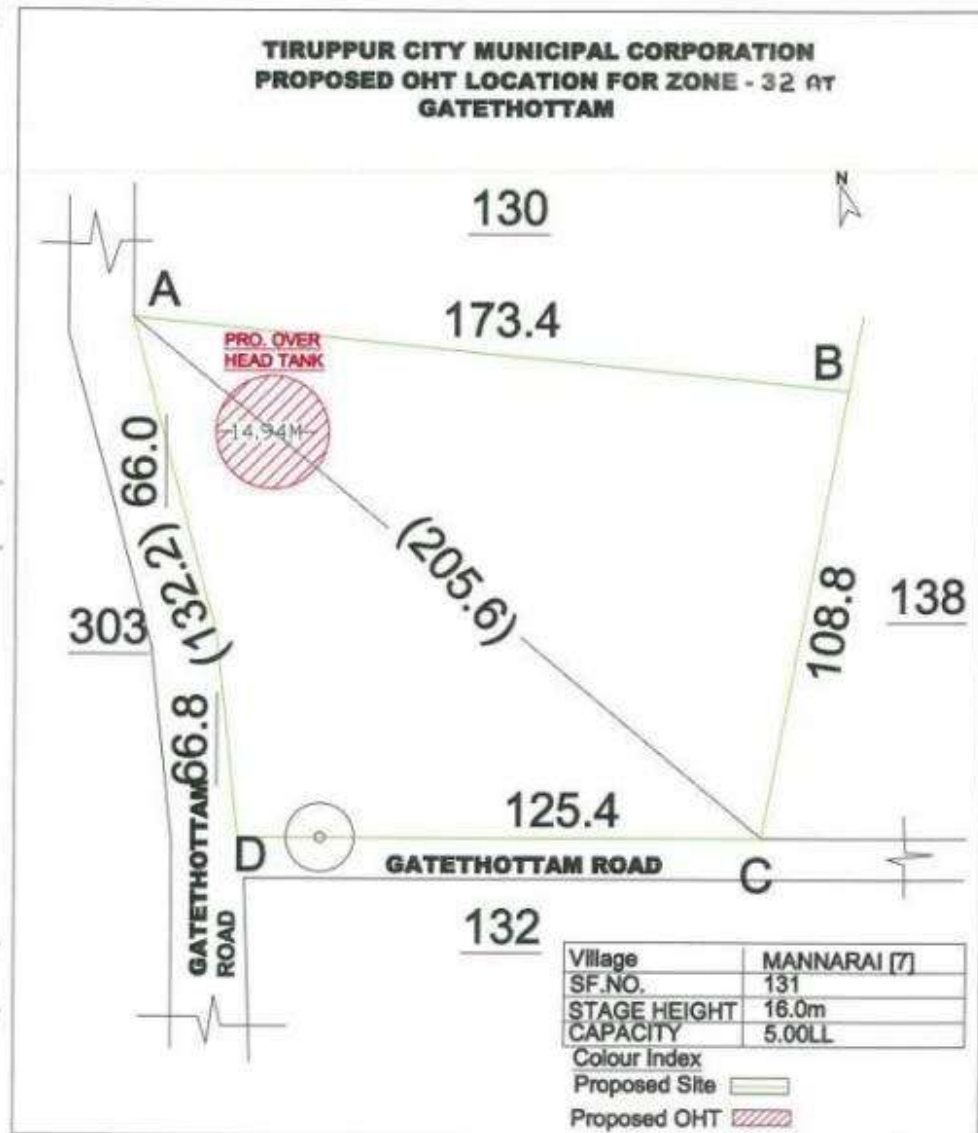 TIRUPPUR CITY MUNICIPAL CORPORATION
PROPOSED OHT LOCATION FOR ZONE - 32 AT
GATETHOTTAM
N
130
A
173.4
PRO. OVER
HEAD TANK
B
14.94M
66.0
(132.2)
(205.6)
108.8
138
303
66.8
125.4
D
GATETHOTTAM ROAD
C
GATETHOTTAM
ROAD
132
Village MANNARAI [7]
SF.NO. 131
STAGE HEIGHT 16.0m
CAPACITY 5.00LL
Colour Index
Proposed Site
Proposed OHT